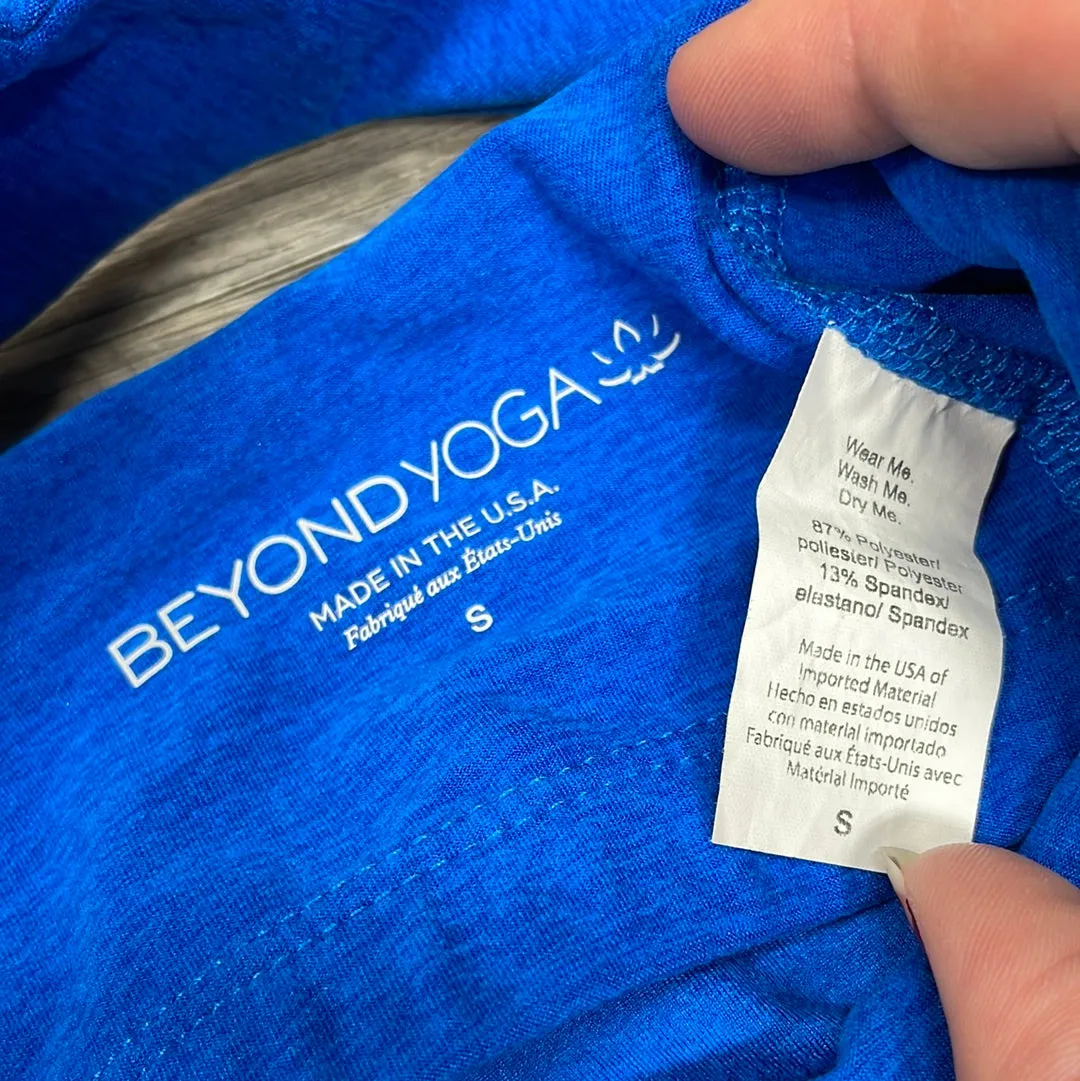 BEYOND YOGA
MADE IN THE U.S.A.
Fabriqué aux États-Unis
S
Wear Me.
Wash Me.
Dry Me.
87% Polyester/
poliester/ Polyester
13% Spandex/
elastano/ Spandex
Made in the USA of
Imported Material
Hecho en estados unidos
con material importado
Fabriqué aux États-Unis avec
Matérial Importé
S